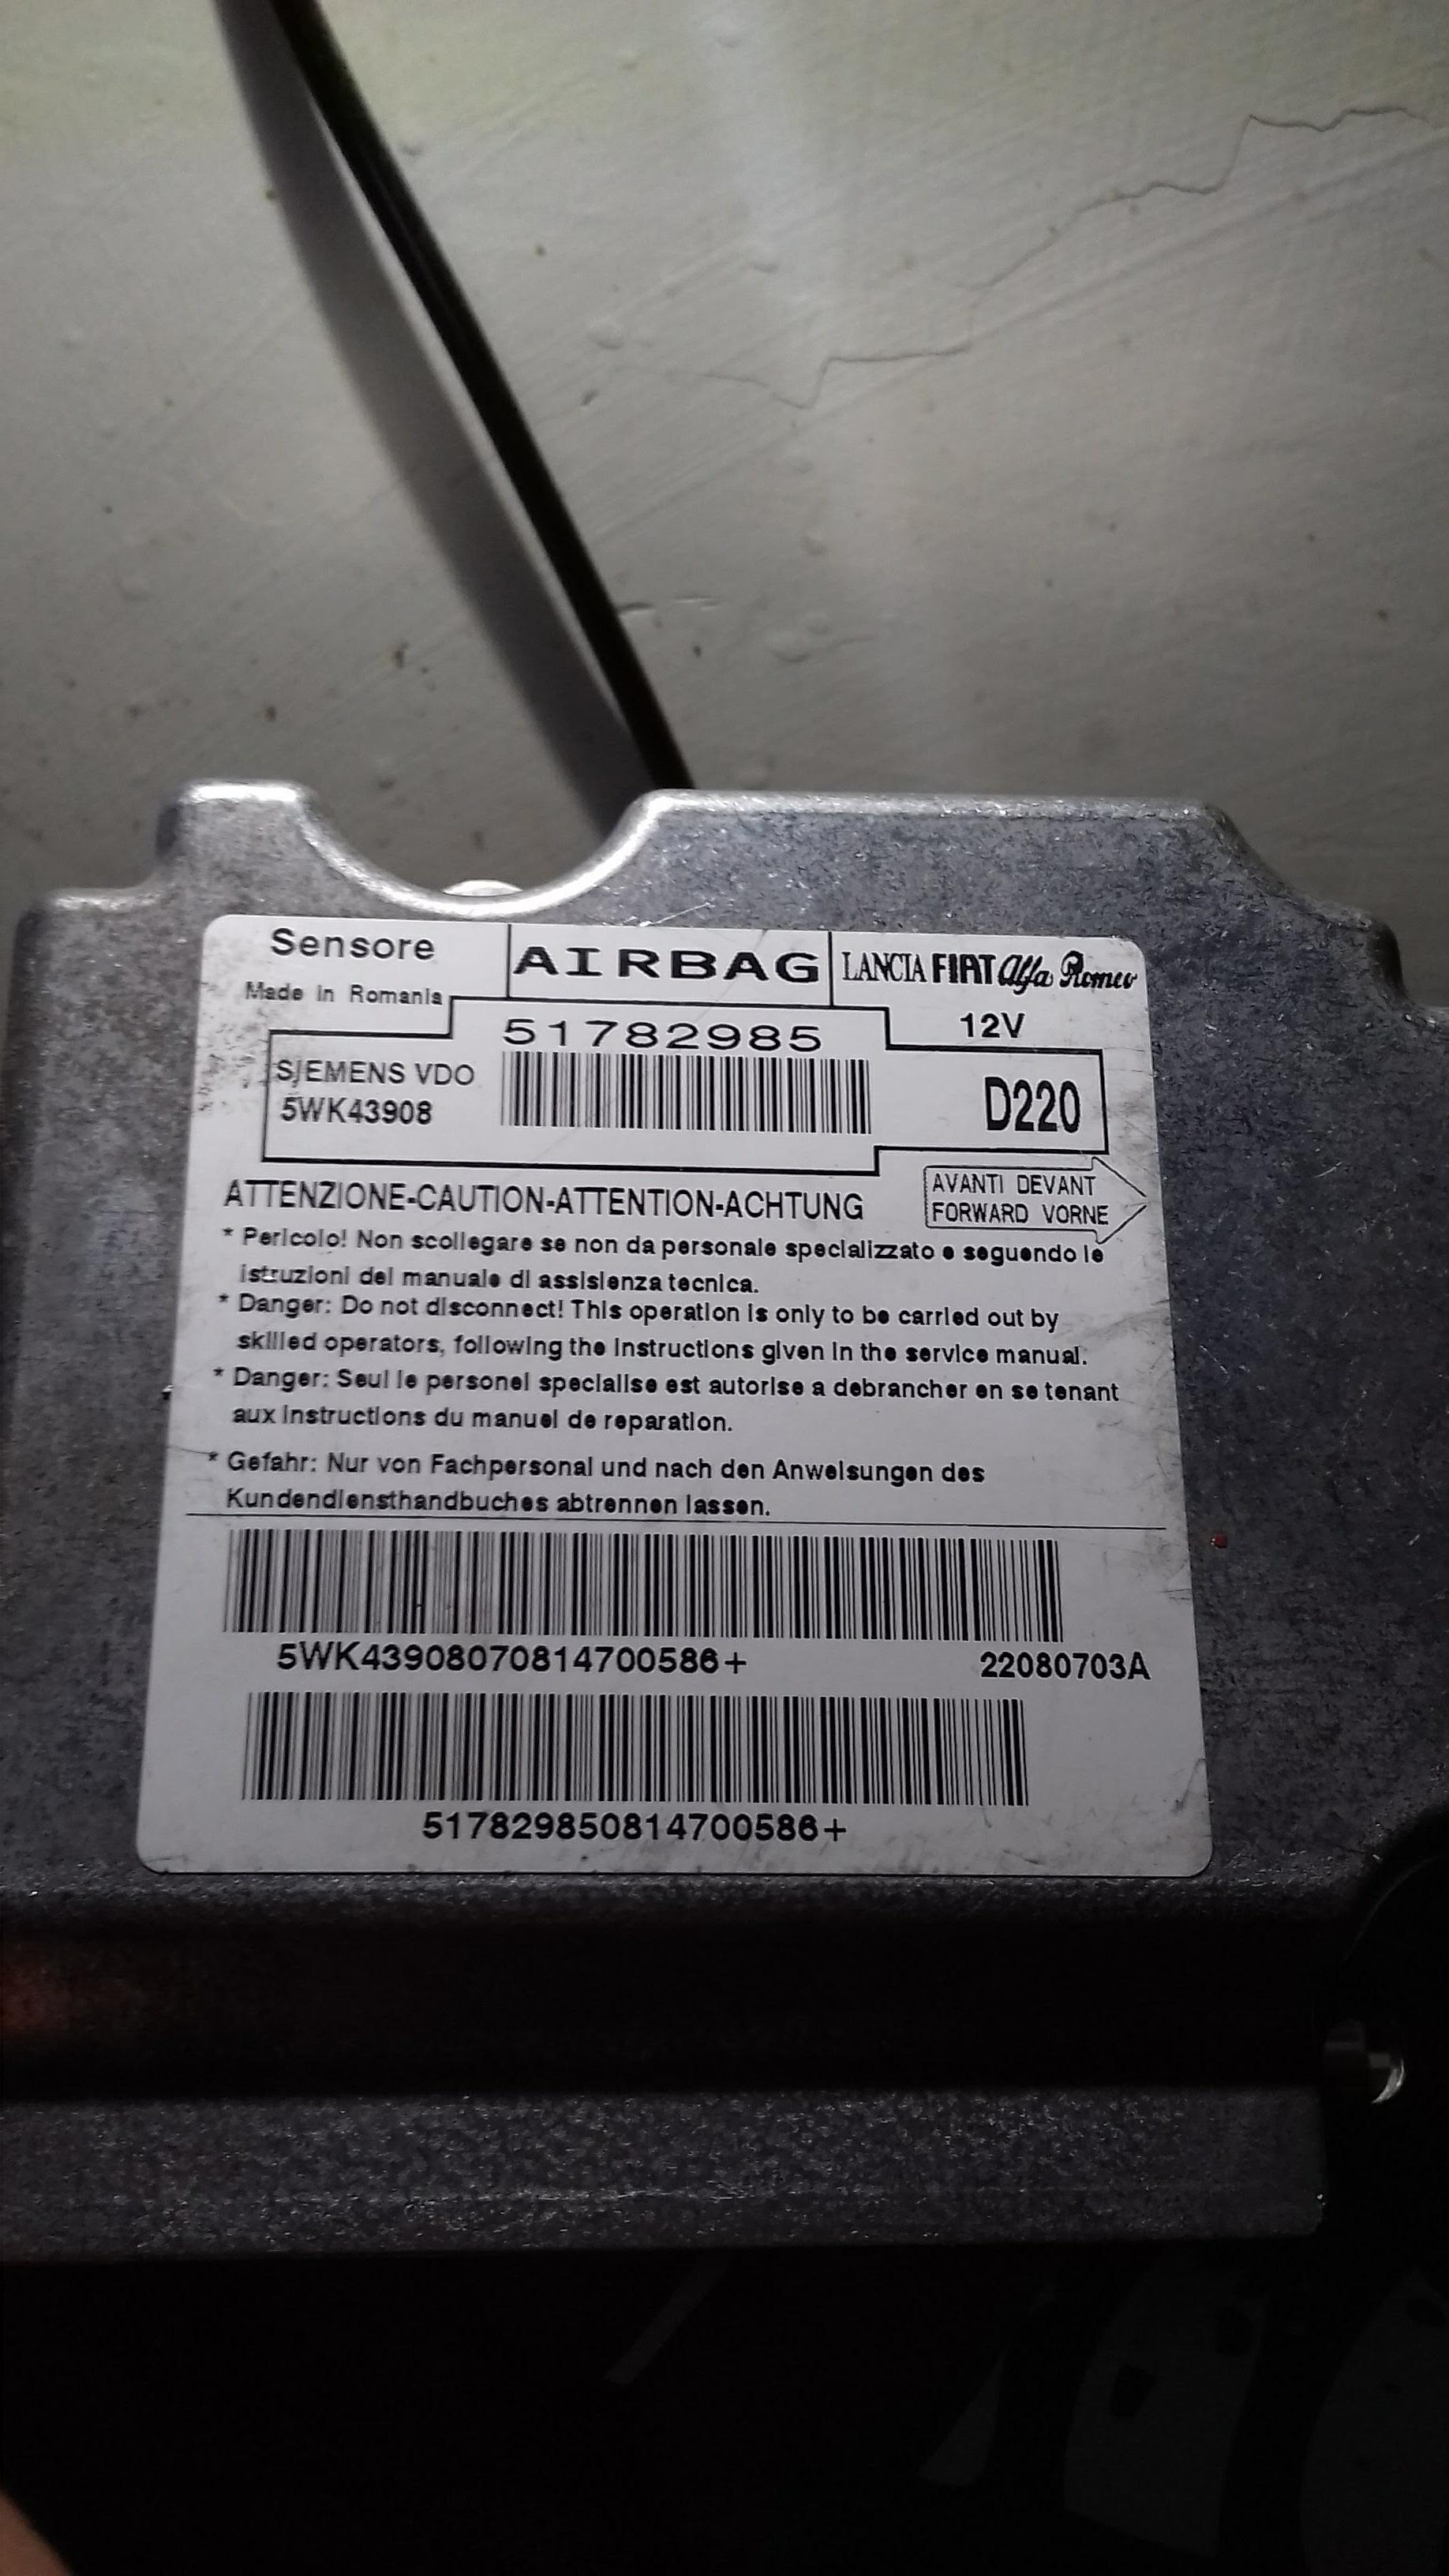 Sensore
AIRBAG
LANCIA FIAT Alfa Romeo
Made in Romania
51782985
12V
SIEMENS VDO
5WK43908
D220
AVANTI DEVANT
FORWARD VORNE
ATTENZIONE-CAUTION-ATTENTION-ACHTUNG
* Pericolo! Non scollegare se non da personale specializzato e seguendo le
istruzioni del manuale di assisienza tecnica.
* Danger: Do not disconnect! This operation is only to be carried out by
skilled operators, following the instructions given in the service manual.
* Danger: Seul le personel specialise est autorise a debrancher en se tenant
aux instructions du manuel de reparation.
* Gefahr: Nur von Fachpersonal und nach den Anweisungen des
Kundendiensthandbuches abtrennen lassen.
5WK43908070814700586+
22080703A
517829850814700586+